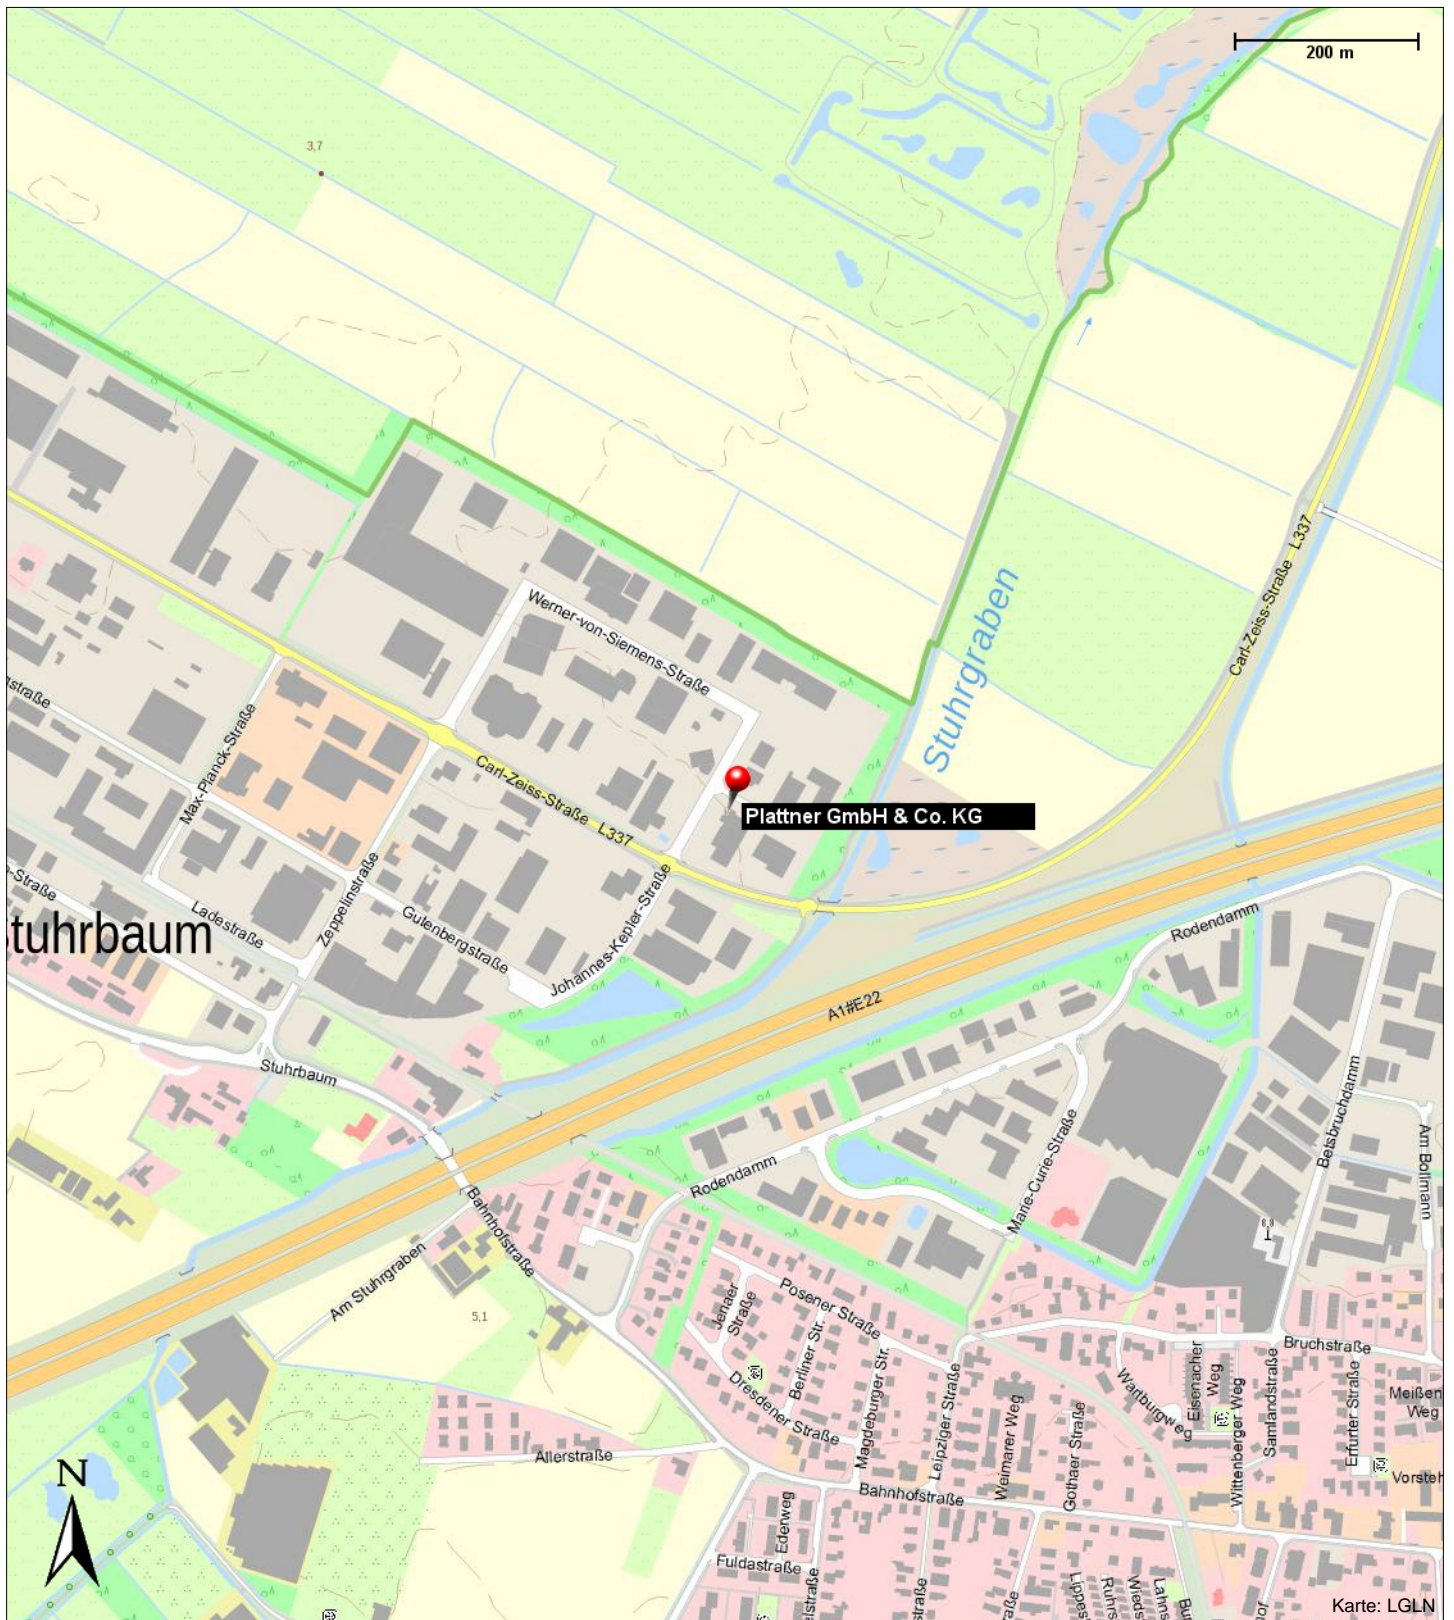 200 m
3,7
Werner-von-Siemens-Straße
Stuhrgraben
Carl-Zeiss-Straße L337
Max-Planck-Straße
Carl-Zeiss-Straße L337
Plattner GmbH & Co. KG
Zeppelinstraße
Ladestraße
Gutenbergstraße
Johannes-Kepler-Straße
tuhrbaum
Rodendamm
A1#E22
Stuhrbaum
Betsbruchdamm
Am Bollmann
Marie-Curie-Straße
Rodendamm
Bahnhofstraße
Am Stuhrgraben
5,1
Jenaer
Straße
Posener Straße
Berliner Str.
Magdeburger Str.
Dresdener Straße
Leipziger Straße
Weimarer Weg
Gothaer Straße
Wartburgweg
Eisenacher
Weg
Wittenberger Weg
Samlandstraße
Bruchstraße
Erfurter Straße
Meißen
Weg
Vorsteh
Allerstraße
Bahnhofstraße
Ederweg
Fuldastraße
N
Karte: LGLN